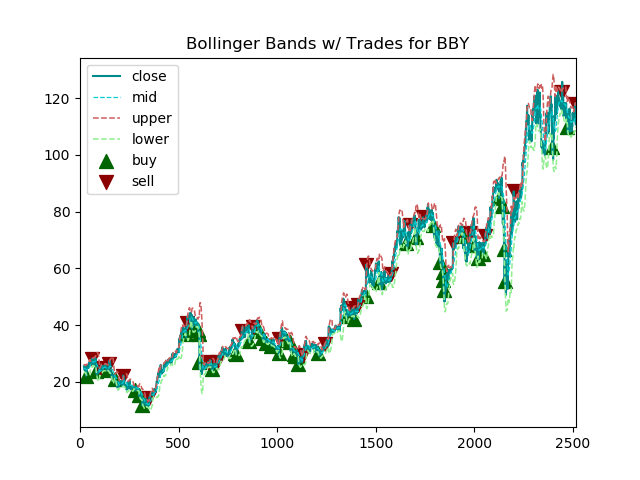 Bollinger Bands w/ Trades for BBY
close
mid
upper
lower
buy
sell
120
100
80
60
40
20
0 500 1000 1500 2000 2500